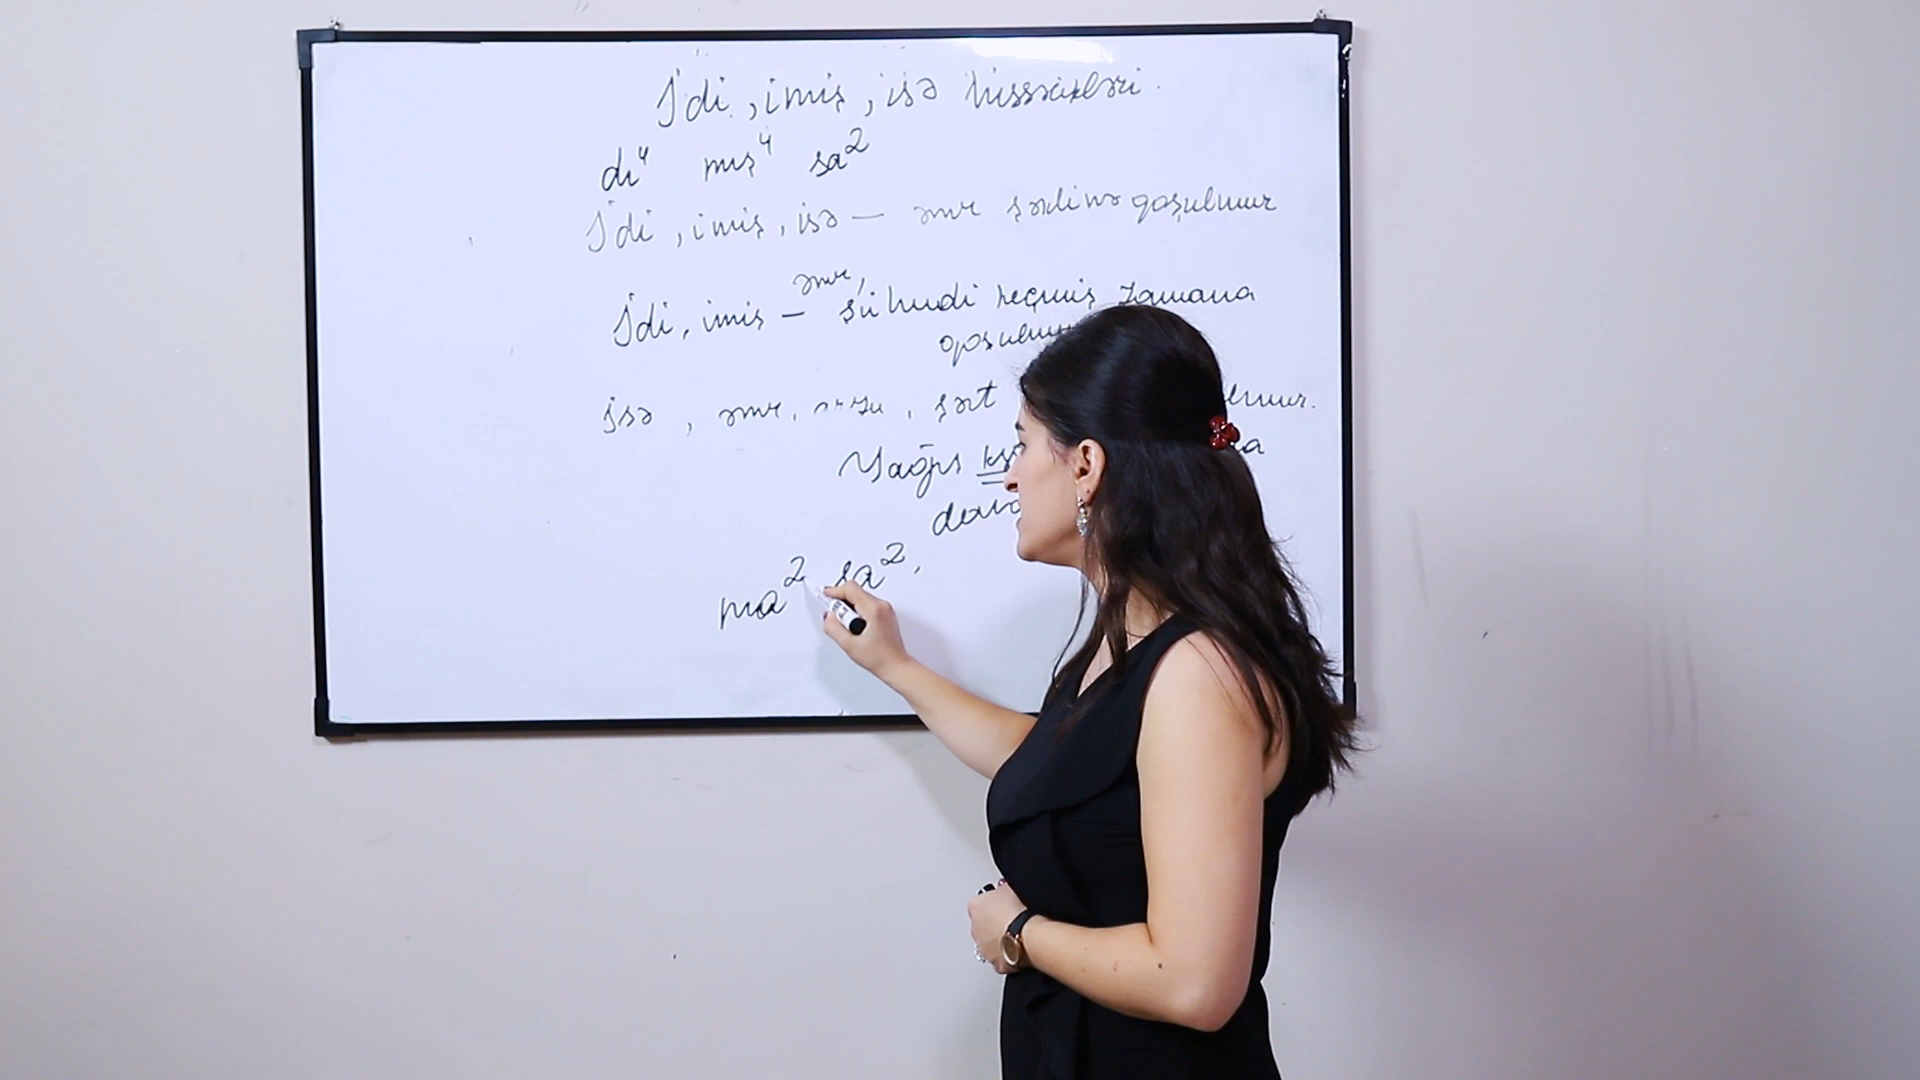 İdi, imiş, isə hissəcikləri.
dı⁴ mış⁴ sa²
İdi, imiş, isə — əmr şəklinə qoşulmur
əmr,
İdi, imiş — şühudi keçmiş zamana
qoşulmur
isə, əmr, arzu, şərt
Yağış
ma² sa²,